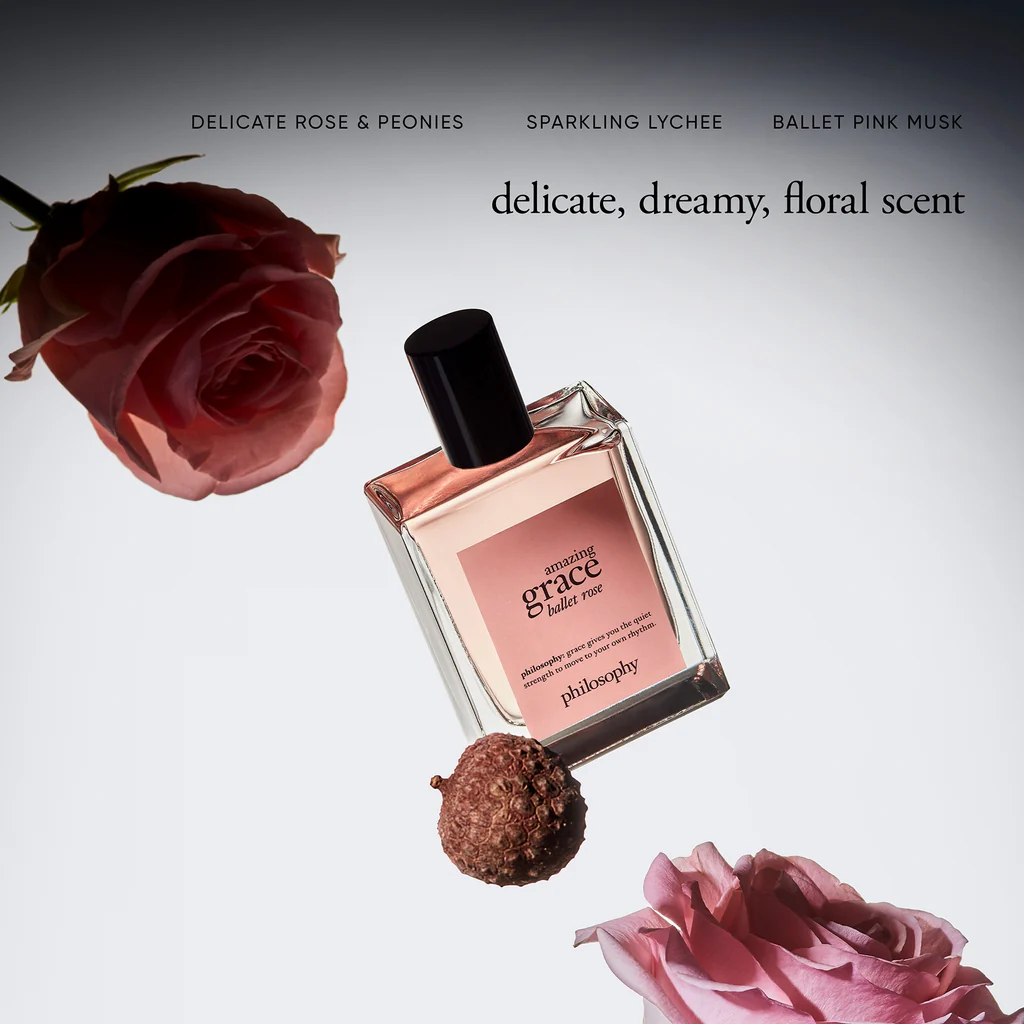 DELICATE ROSE & PEONIES SPARKLING LYCHEE BALLET PINK MUSK
delicate, dreamy, floral scent
amazing
grace
ballet rose
philosophy: grace gives you the quiet
strength to move to your own rhythm.
philosophy